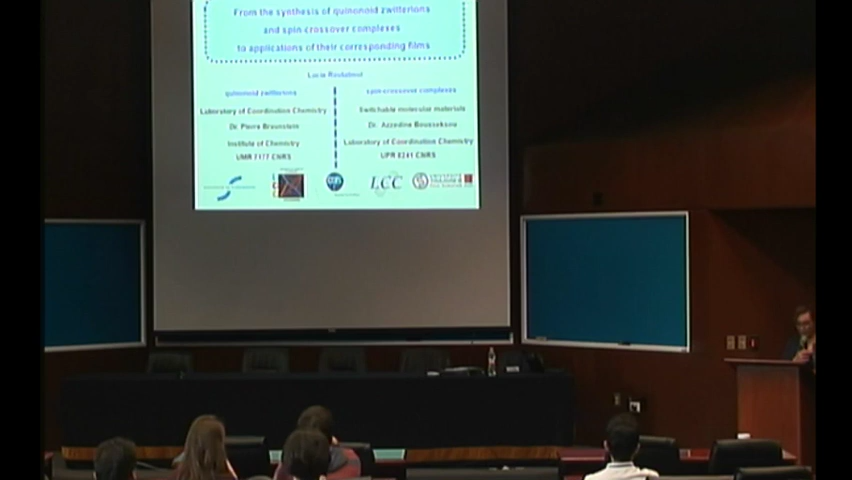 From the synthesis of quinonoid zwitterions
and spin crossover complexes
to applications of their corresponding films
quinonoid zwitterions
Laboratory of Coordination Chemistry
Dr. Pierre Braunstein
Institute of Chemistry
UMR 7177 CNRS
spin-crossover complexes
Switchable molecular materials
Dr. Azzedine Bousseksou
Laboratory of Coordination Chemistry
UPR 8241 CNRS
LCC